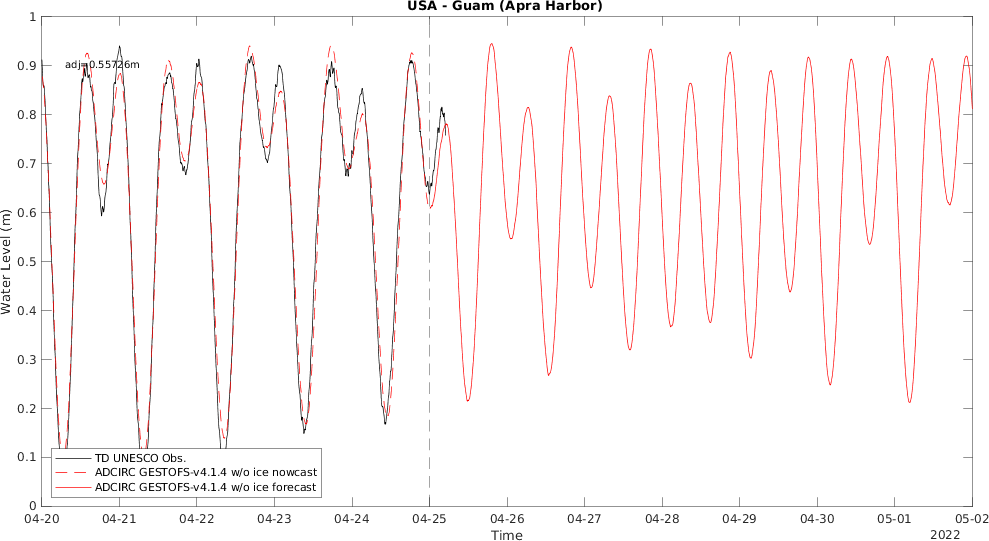 USA - Guam (Apra Harbor)
adj=0.55726m
Water Level (m)
1
0.9
0.8
0.7
0.6
0.5
0.4
0.3
0.2
0.1
0
TD UNESCO Obs.
ADCIRC GESTOFS-v4.1.4 w/o ice nowcast
ADCIRC GESTOFS-v4.1.4 w/o ice forecast
04-20 04-21 04-22 04-23 04-24 04-25 04-26 04-27 04-28 04-29 04-30 05-01 05-02
Time
2022